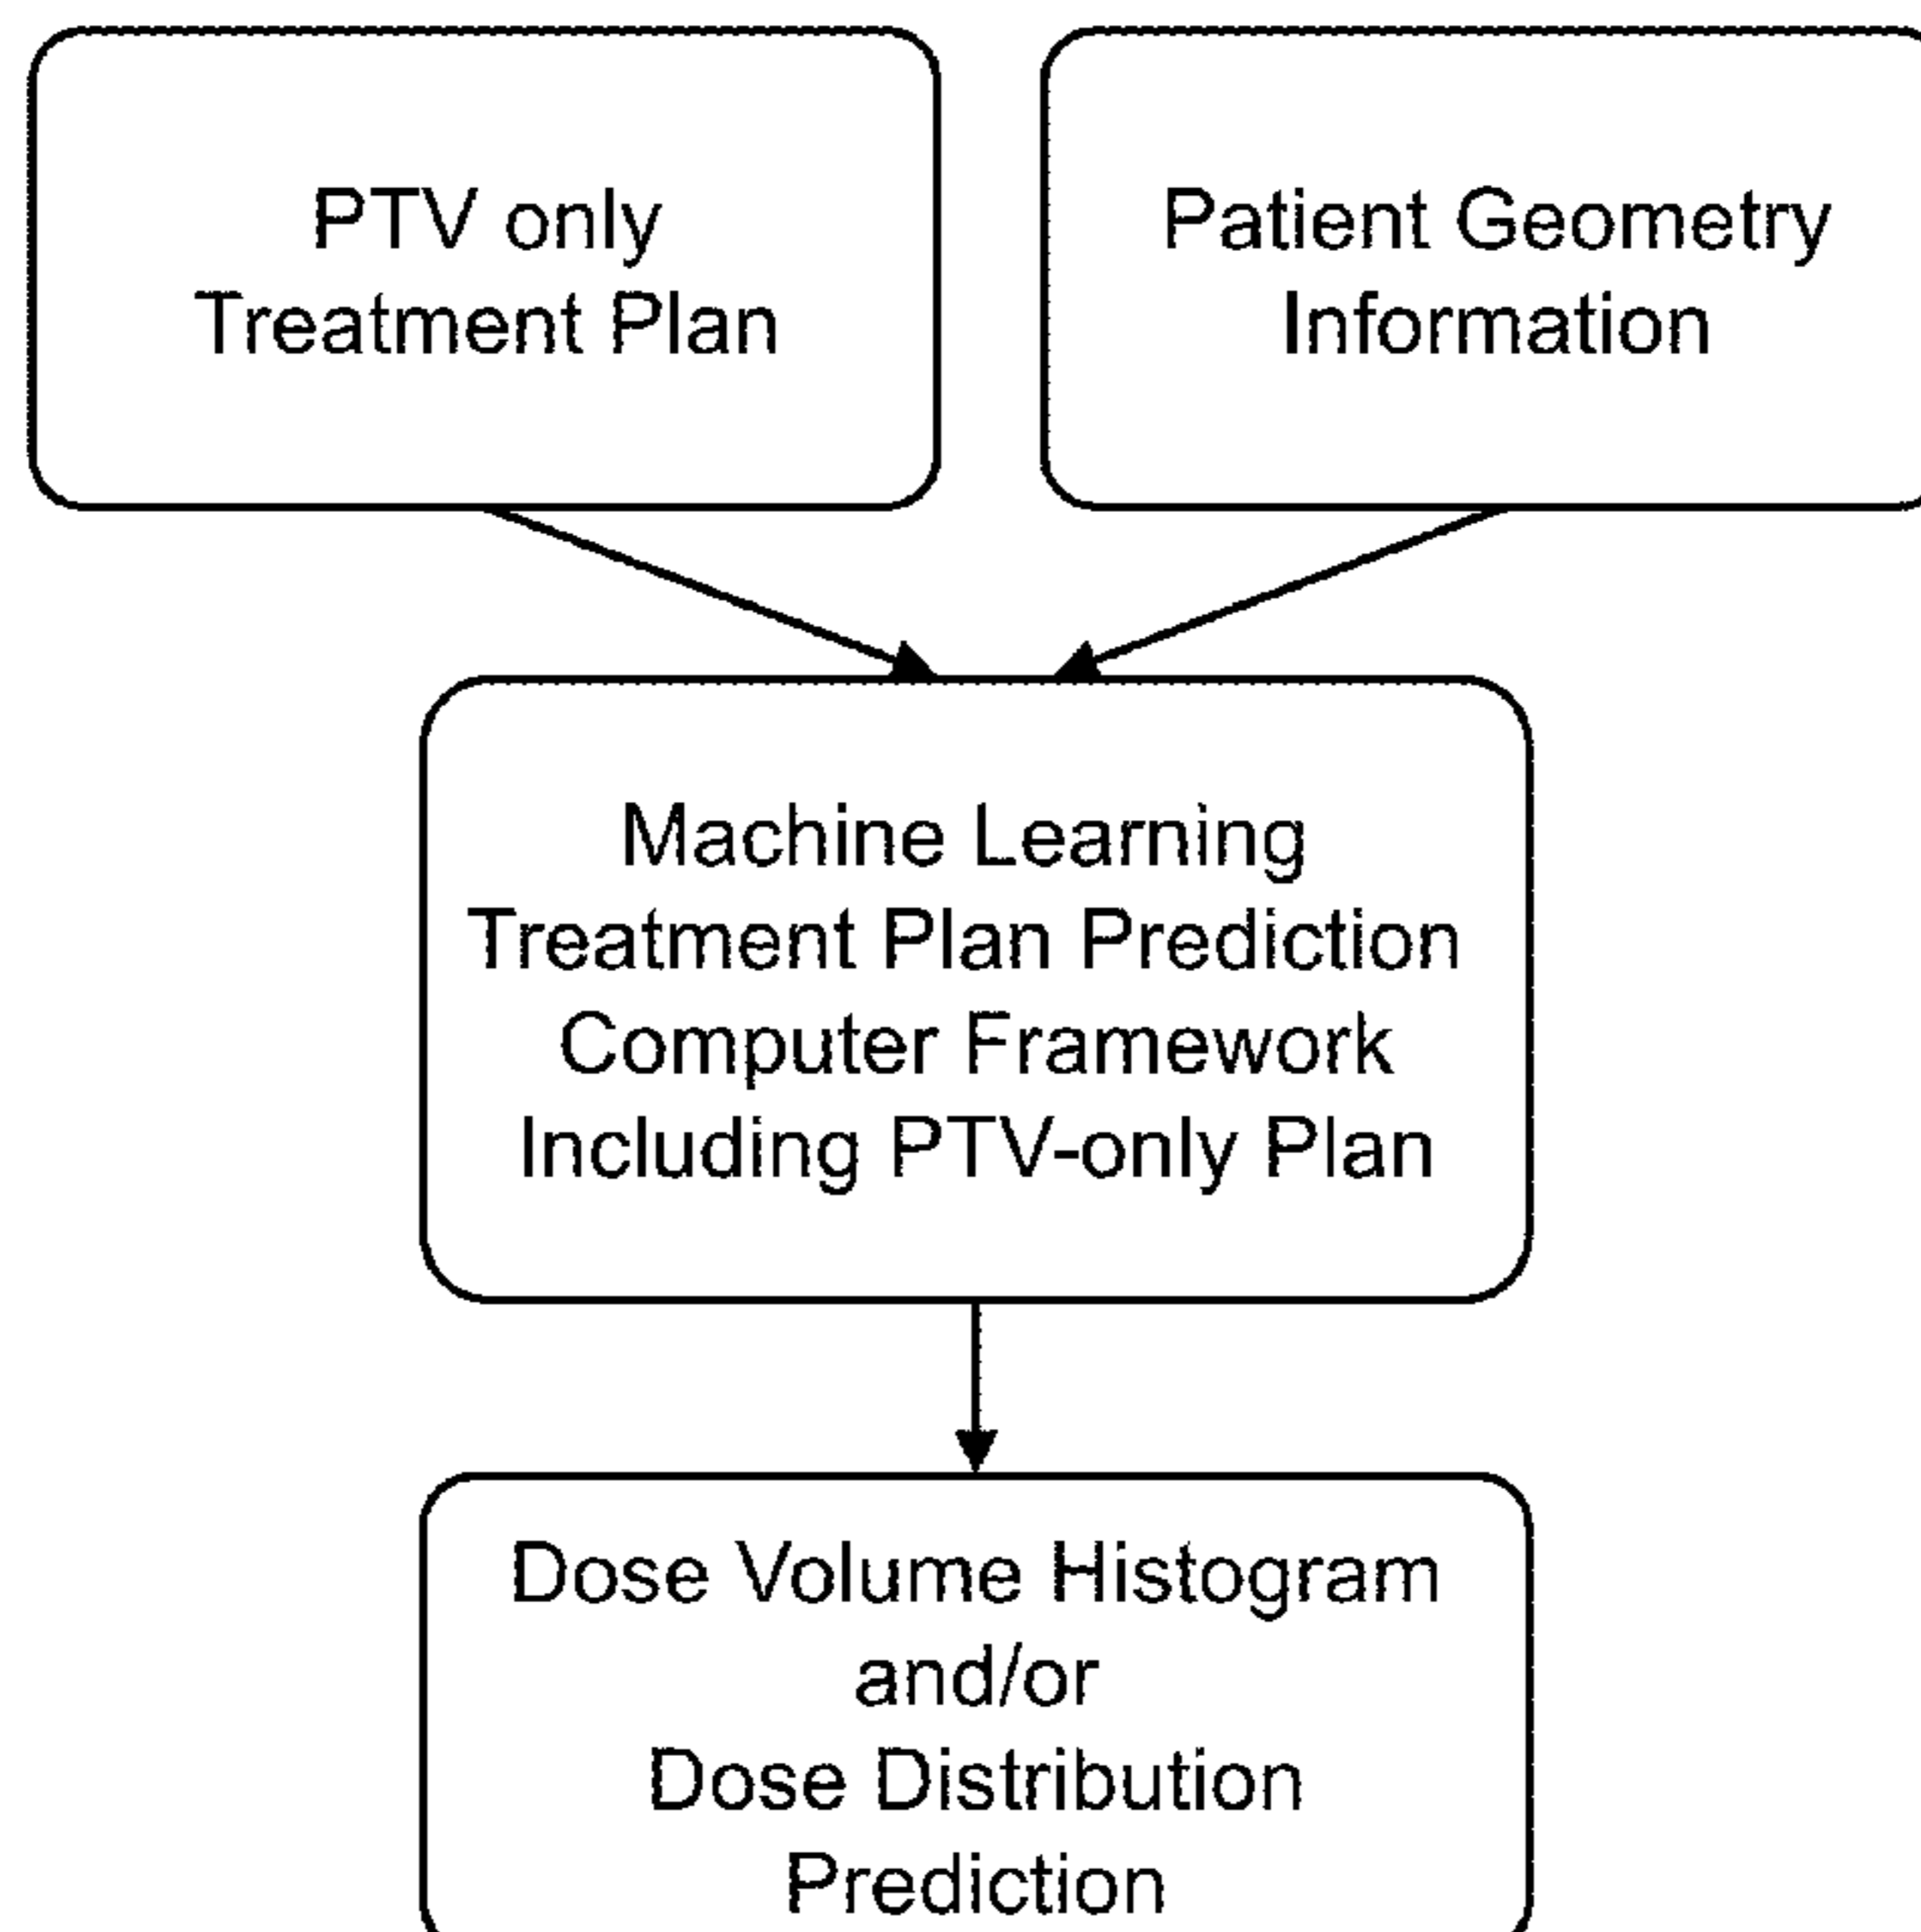 PTV only
Treatment Plan
Patient Geometry
Information
Machine Learning
Treatment Plan Prediction
Computer Framework
Including PTV-only Plan
Dose Volume Histogram
and/or
Dose Distribution
Prediction